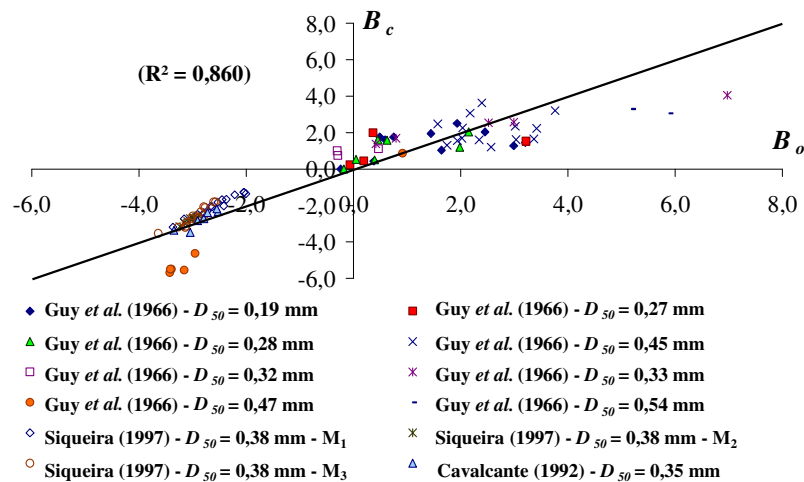 8,0
B c
6,0
(R² = 0,860)
4,0
2,0
B o
0,0
-6,0 -4,0 -2,0 0,0 2,0 4,0 6,0 8,0
-2,0
-4,0
-6,0
Guy et al. (1966) - D 50 = 0,19 mm
Guy et al. (1966) - D 50 = 0,27 mm
Guy et al. (1966) - D 50 = 0,28 mm
Guy et al. (1966) - D 50 = 0,45 mm
Guy et al. (1966) - D 50 = 0,32 mm
Guy et al. (1966) - D 50 = 0,33 mm
Guy et al. (1966) - D 50 = 0,47 mm
Guy et al. (1966) - D 50 = 0,54 mm
Siqueira (1997) - D 50 = 0,38 mm - M1
Siqueira (1997) - D 50 = 0,38 mm - M2
Siqueira (1997) - D 50 = 0,38 mm - M3
Cavalcante (1992) - D 50 = 0,35 mm